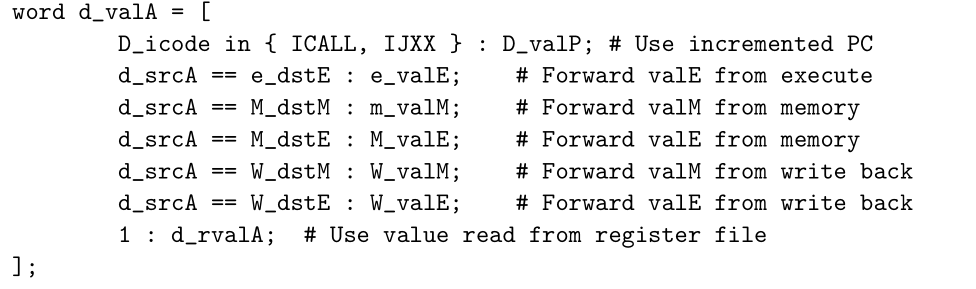 word d_valA = [
        D_icode in { ICALL, IJXX } : D_valP; # Use incremented PC
        d_srcA == e_dstE : e_valE;    # Forward valE from execute
        d_srcA == M_dstM : m_valM;    # Forward valM from memory
        d_srcA == M_dstE : M_valE;    # Forward valE from memory
        d_srcA == W_dstM : W_valM;    # Forward valM from write back
        d_srcA == W_dstE : W_valE;    # Forward valE from write back
        1 : d_rvalA;  # Use value read from register file
];